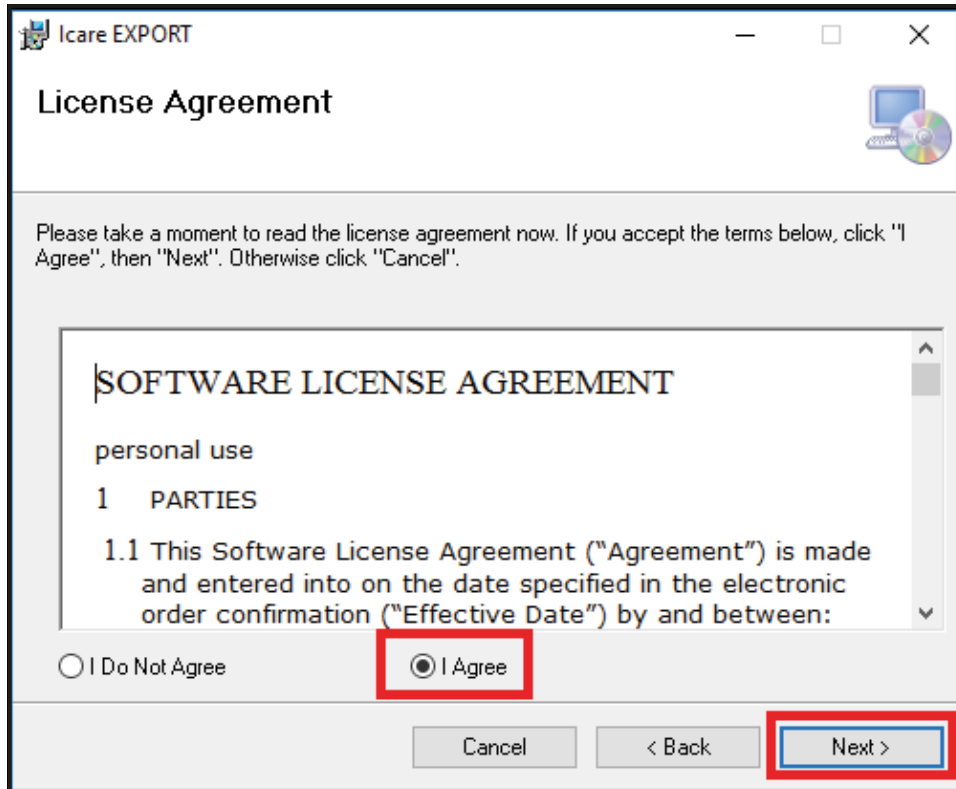 Icare EXPORT
License Agreement
Please take a moment to read the license agreement now. If you accept the terms below, click "I
Agree", then "Next". Otherwise click "Cancel".
SOFTWARE LICENSE AGREEMENT
personal use
1 PARTIES
1.1 This Software License Agreement (“Agreement”) is made
and entered into on the date specified in the electronic
order confirmation (“Effective Date”) by and between:
I Do Not Agree
I Agree
Cancel
< Back
Next >